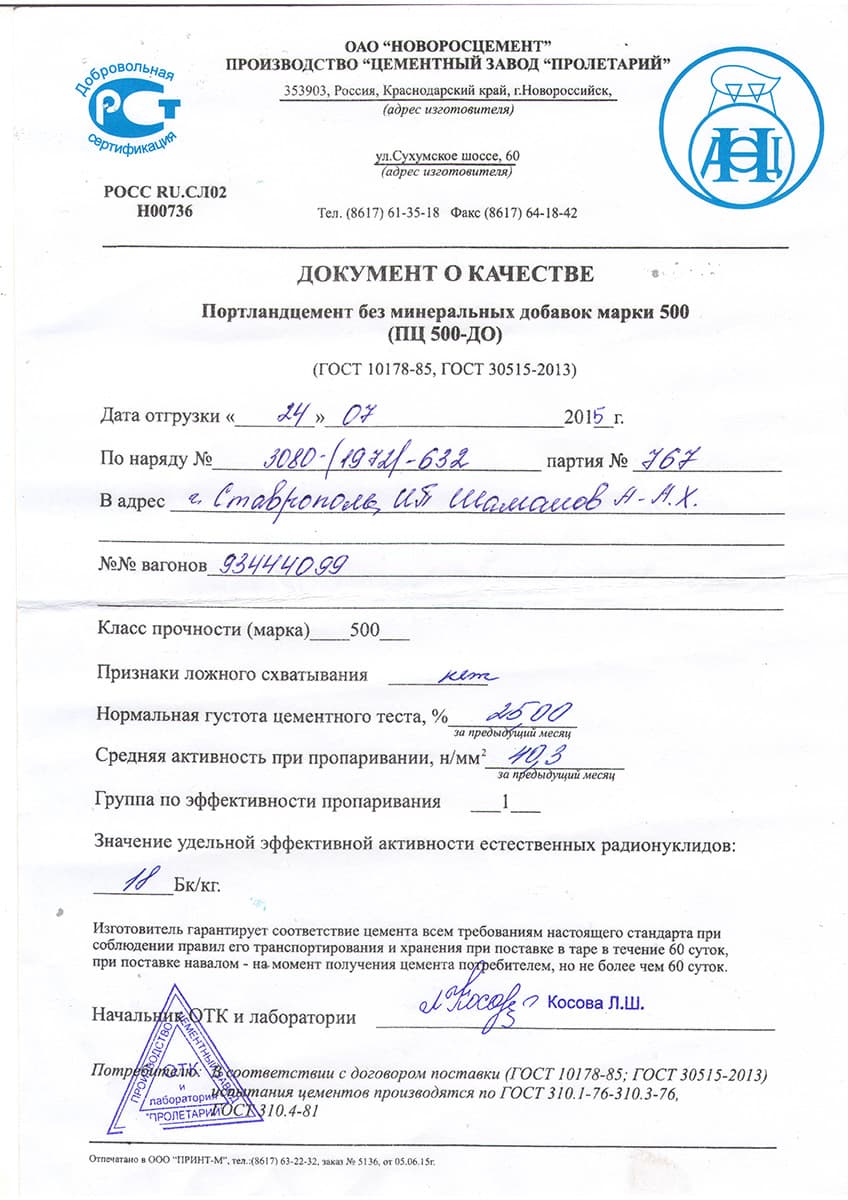 Добровольная
РСТ
сертификация
РОСС RU.СЛ02
Н00736
ОАО “НОВОРОСЦЕМЕНТ”
ПРОИЗВОДСТВО “ЦЕМЕНТНЫЙ ЗАВОД “ПРОЛЕТАРИЙ”
353903, Россия, Краснодарский край, г.Новороссийск,
(адрес изготовителя)
ул.Сухумское шоссе, 60
(адрес изготовителя)
Тел. (8617) 61-35-18 Факс (8617) 64-18-42
ДОКУМЕНТ О КАЧЕСТВЕ
Портландцемент без минеральных добавок марки 500
(ПЦ 500-ДО)
(ГОСТ 10178-85, ГОСТ 30515-2013)
Дата отгрузки «24» 07 2015 г.
По наряду № 3080-(1972)-632 партия № 767
В адрес г. Ставрополь, ИП Шаманов А-А.Х.
№№ вагонов 93444099
Класс прочности (марка) 500
Признаки ложного схватывания нет
Нормальная густота цементного теста, % 25,00
за предыдущий месяц
Средняя активность при пропаривании, н/мм² 40,3
за предыдущий месяц
Группа по эффективности пропаривания 1
Значение удельной эффективной активности естественных радионуклидов:
18 Бк/кг.
Изготовитель гарантирует соответствие цемента всем требованиям настоящего стандарта при
соблюдении правил его транспортирования и хранения при поставке в таре в течение 60 суток,
при поставке навалом - на момент получения цемента потребителем, но не более чем 60 суток.
Начальник ОТК и лаборатории Косова Л.Ш.
ПРОИЗВОДСТВО
ЦЕМЕНТНЫЙ ЗАВОД
ОТК
и
лаборатория
"ПРОЛЕТАРИЙ"
Потребителю: В соответствии с договором поставки (ГОСТ 10178-85; ГОСТ 30515-2013)
испытания цементов производятся по ГОСТ 310.1-76-310.3-76,
ГОСТ 310.4-81
Отпечатано в ООО “ПРИНТ-М”, тел.:(8617) 63-22-32, заказ № 5136, от 05.06.15г.